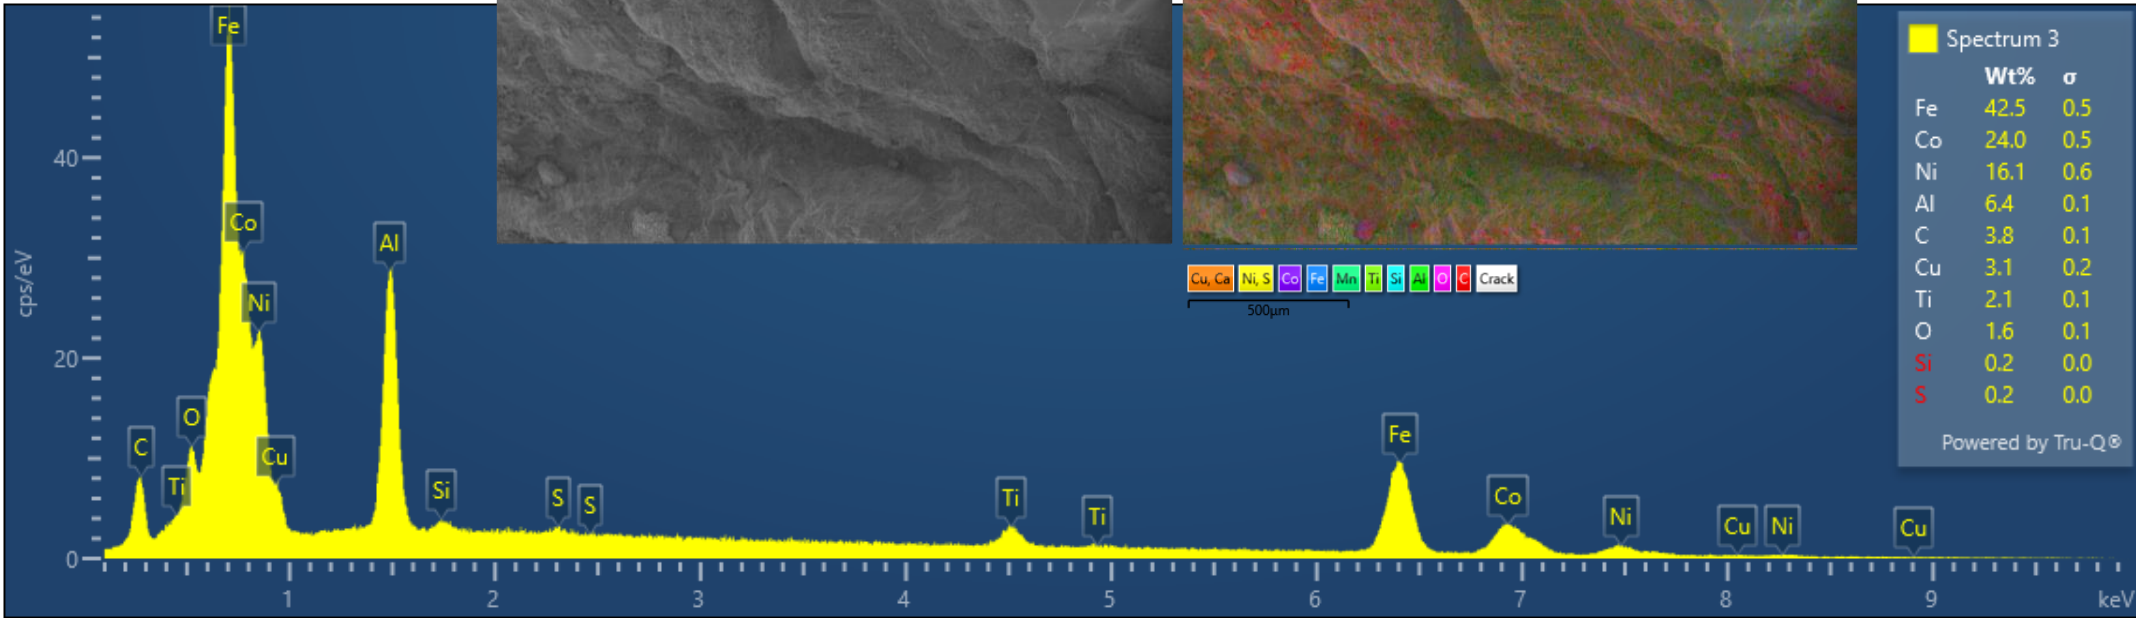 Fe
Co
Ni
Al
C
O
Ti
Cu
Si
S
S
Ti
Ti
Fe
Co
Ni
Cu
Ni
Cu
40
20
0
cps/eV
1 2 3 4 5 6 7 8 9 keV
Cu, Ca Ni, S Co Fe Mn Ti Si Al O C Crack
500µm
Spectrum 3
Wt% σ
Fe 42.5 0.5
Co 24.0 0.5
Ni 16.1 0.6
Al 6.4 0.1
C 3.8 0.1
Cu 3.1 0.2
Ti 2.1 0.1
O 1.6 0.1
Si 0.2 0.0
S 0.2 0.0
Powered by Tru-Q®